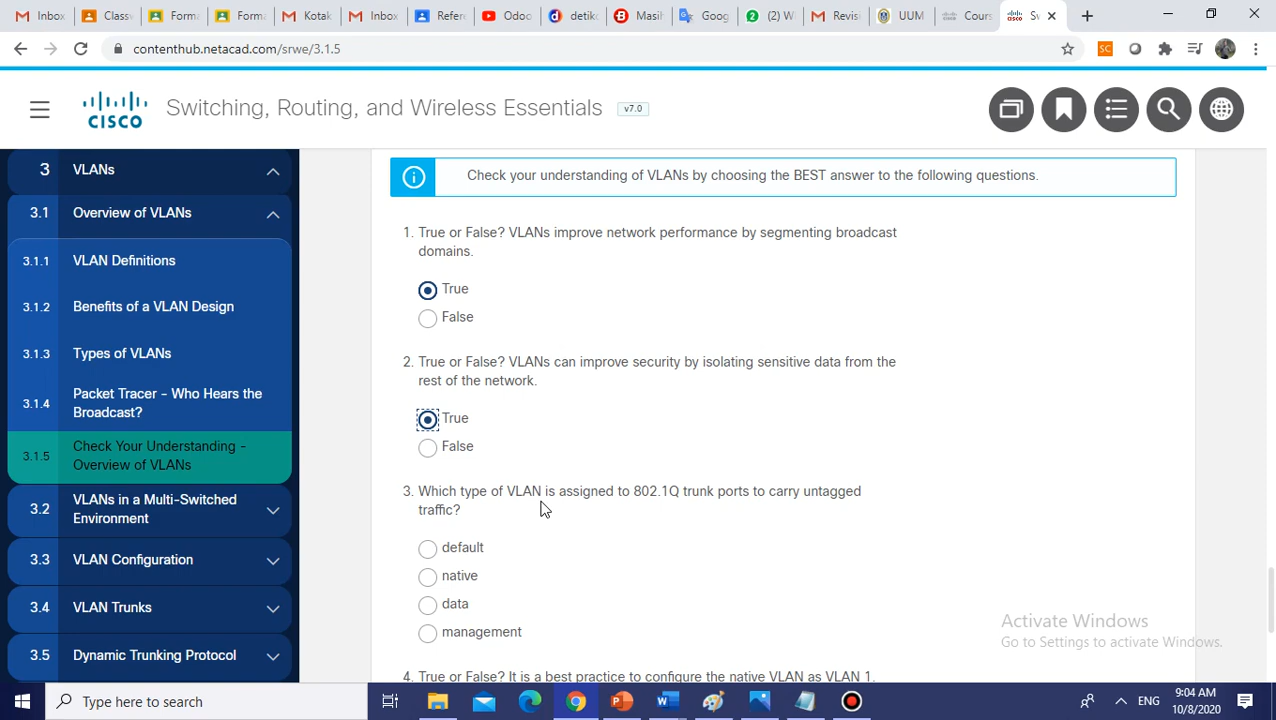 Inbox
Class
Forma
Forma
Kotak
Inbox
Refere
Odoo
detik
Masil
Goog
(2) W
Revis
UUM
Cours
Sw
contenthub.netacad.com/srwe/3.1.5
CISCO
Switching, Routing, and Wireless Essentials
v7.0
3 VLANs
3.1 Overview of VLANs
3.1.1 VLAN Definitions
3.1.2 Benefits of a VLAN Design
3.1.3 Types of VLANs
3.1.4 Packet Tracer - Who Hears the
Broadcast?
3.1.5 Check Your Understanding -
Overview of VLANs
3.2 VLANs in a Multi-Switched
Environment
3.3 VLAN Configuration
3.4 VLAN Trunks
3.5 Dynamic Trunking Protocol
Check your understanding of VLANs by choosing the BEST answer to the following questions.
1. True or False? VLANs improve network performance by segmenting broadcast
domains.
True
False
2. True or False? VLANs can improve security by isolating sensitive data from the
rest of the network.
True
False
3. Which type of VLAN is assigned to 802.1Q trunk ports to carry untagged
traffic?
default
native
data
management
4. True or False? It is a best practice to configure the native VLAN as VLAN 1.
Activate Windows
Go to Settings to activate Windows.
Type here to search
ENG
9:04 AM
10/8/2020